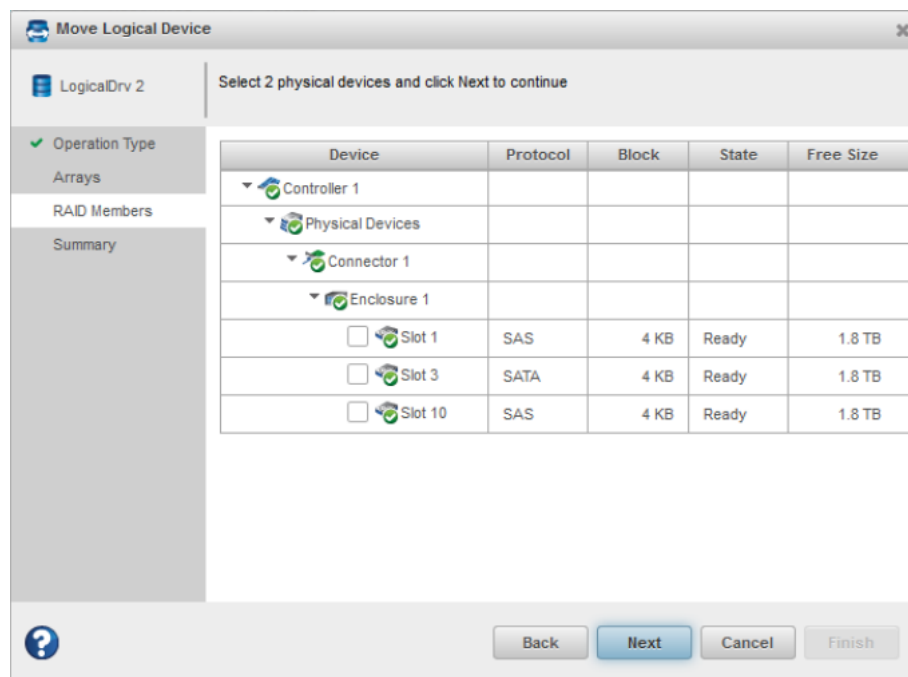 Move Logical Device
LogicalDrv 2
Select 2 physical devices and click Next to continue
Operation Type
Arrays
RAID Members
Summary
Device Protocol Block State Free Size
Controller 1
Physical Devices
Connector 1
Enclosure 1
Slot 1 SAS 4 KB Ready 1.8 TB
Slot 3 SATA 4 KB Ready 1.8 TB
Slot 10 SAS 4 KB Ready 1.8 TB
? Back Next Cancel Finish